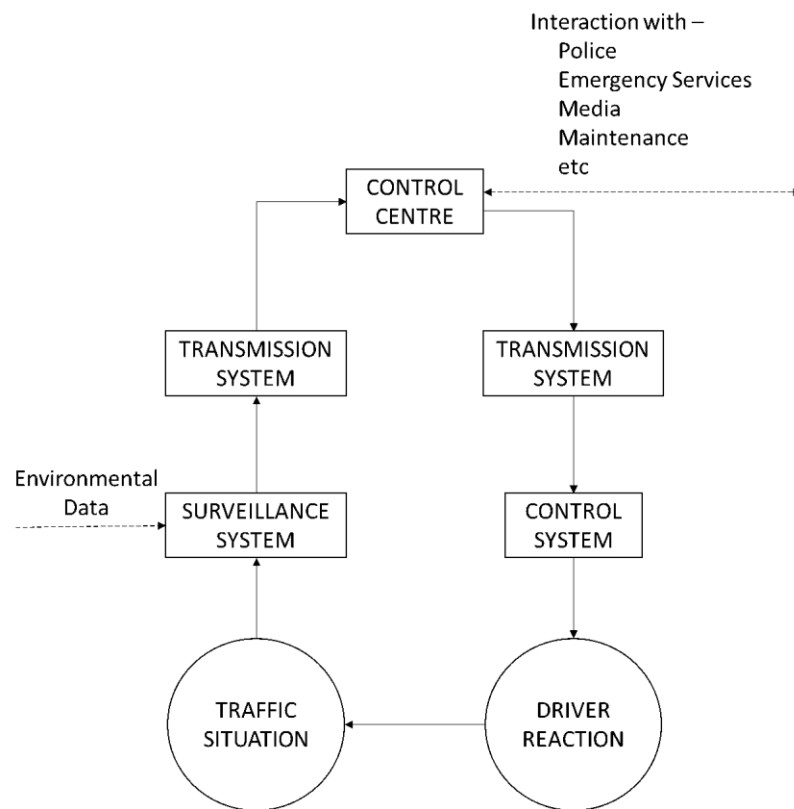 Interaction with –
Police
Emergency Services
Media
Maintenance
etc
CONTROL
CENTRE
TRANSMISSION
SYSTEM
TRANSMISSION
SYSTEM
Environmental
Data
SURVEILLANCE
SYSTEM
CONTROL
SYSTEM
TRAFFIC
SITUATION
DRIVER
REACTION